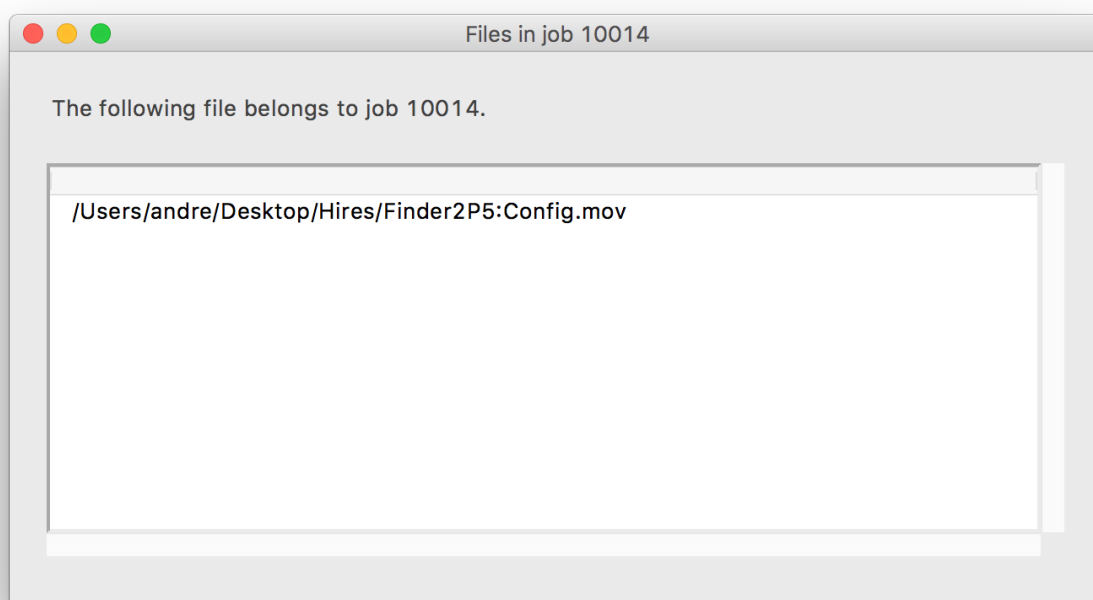 Files in job 10014
The following file belongs to job 10014.
/Users/andre/Desktop/Hires/Finder2P5:Config.mov